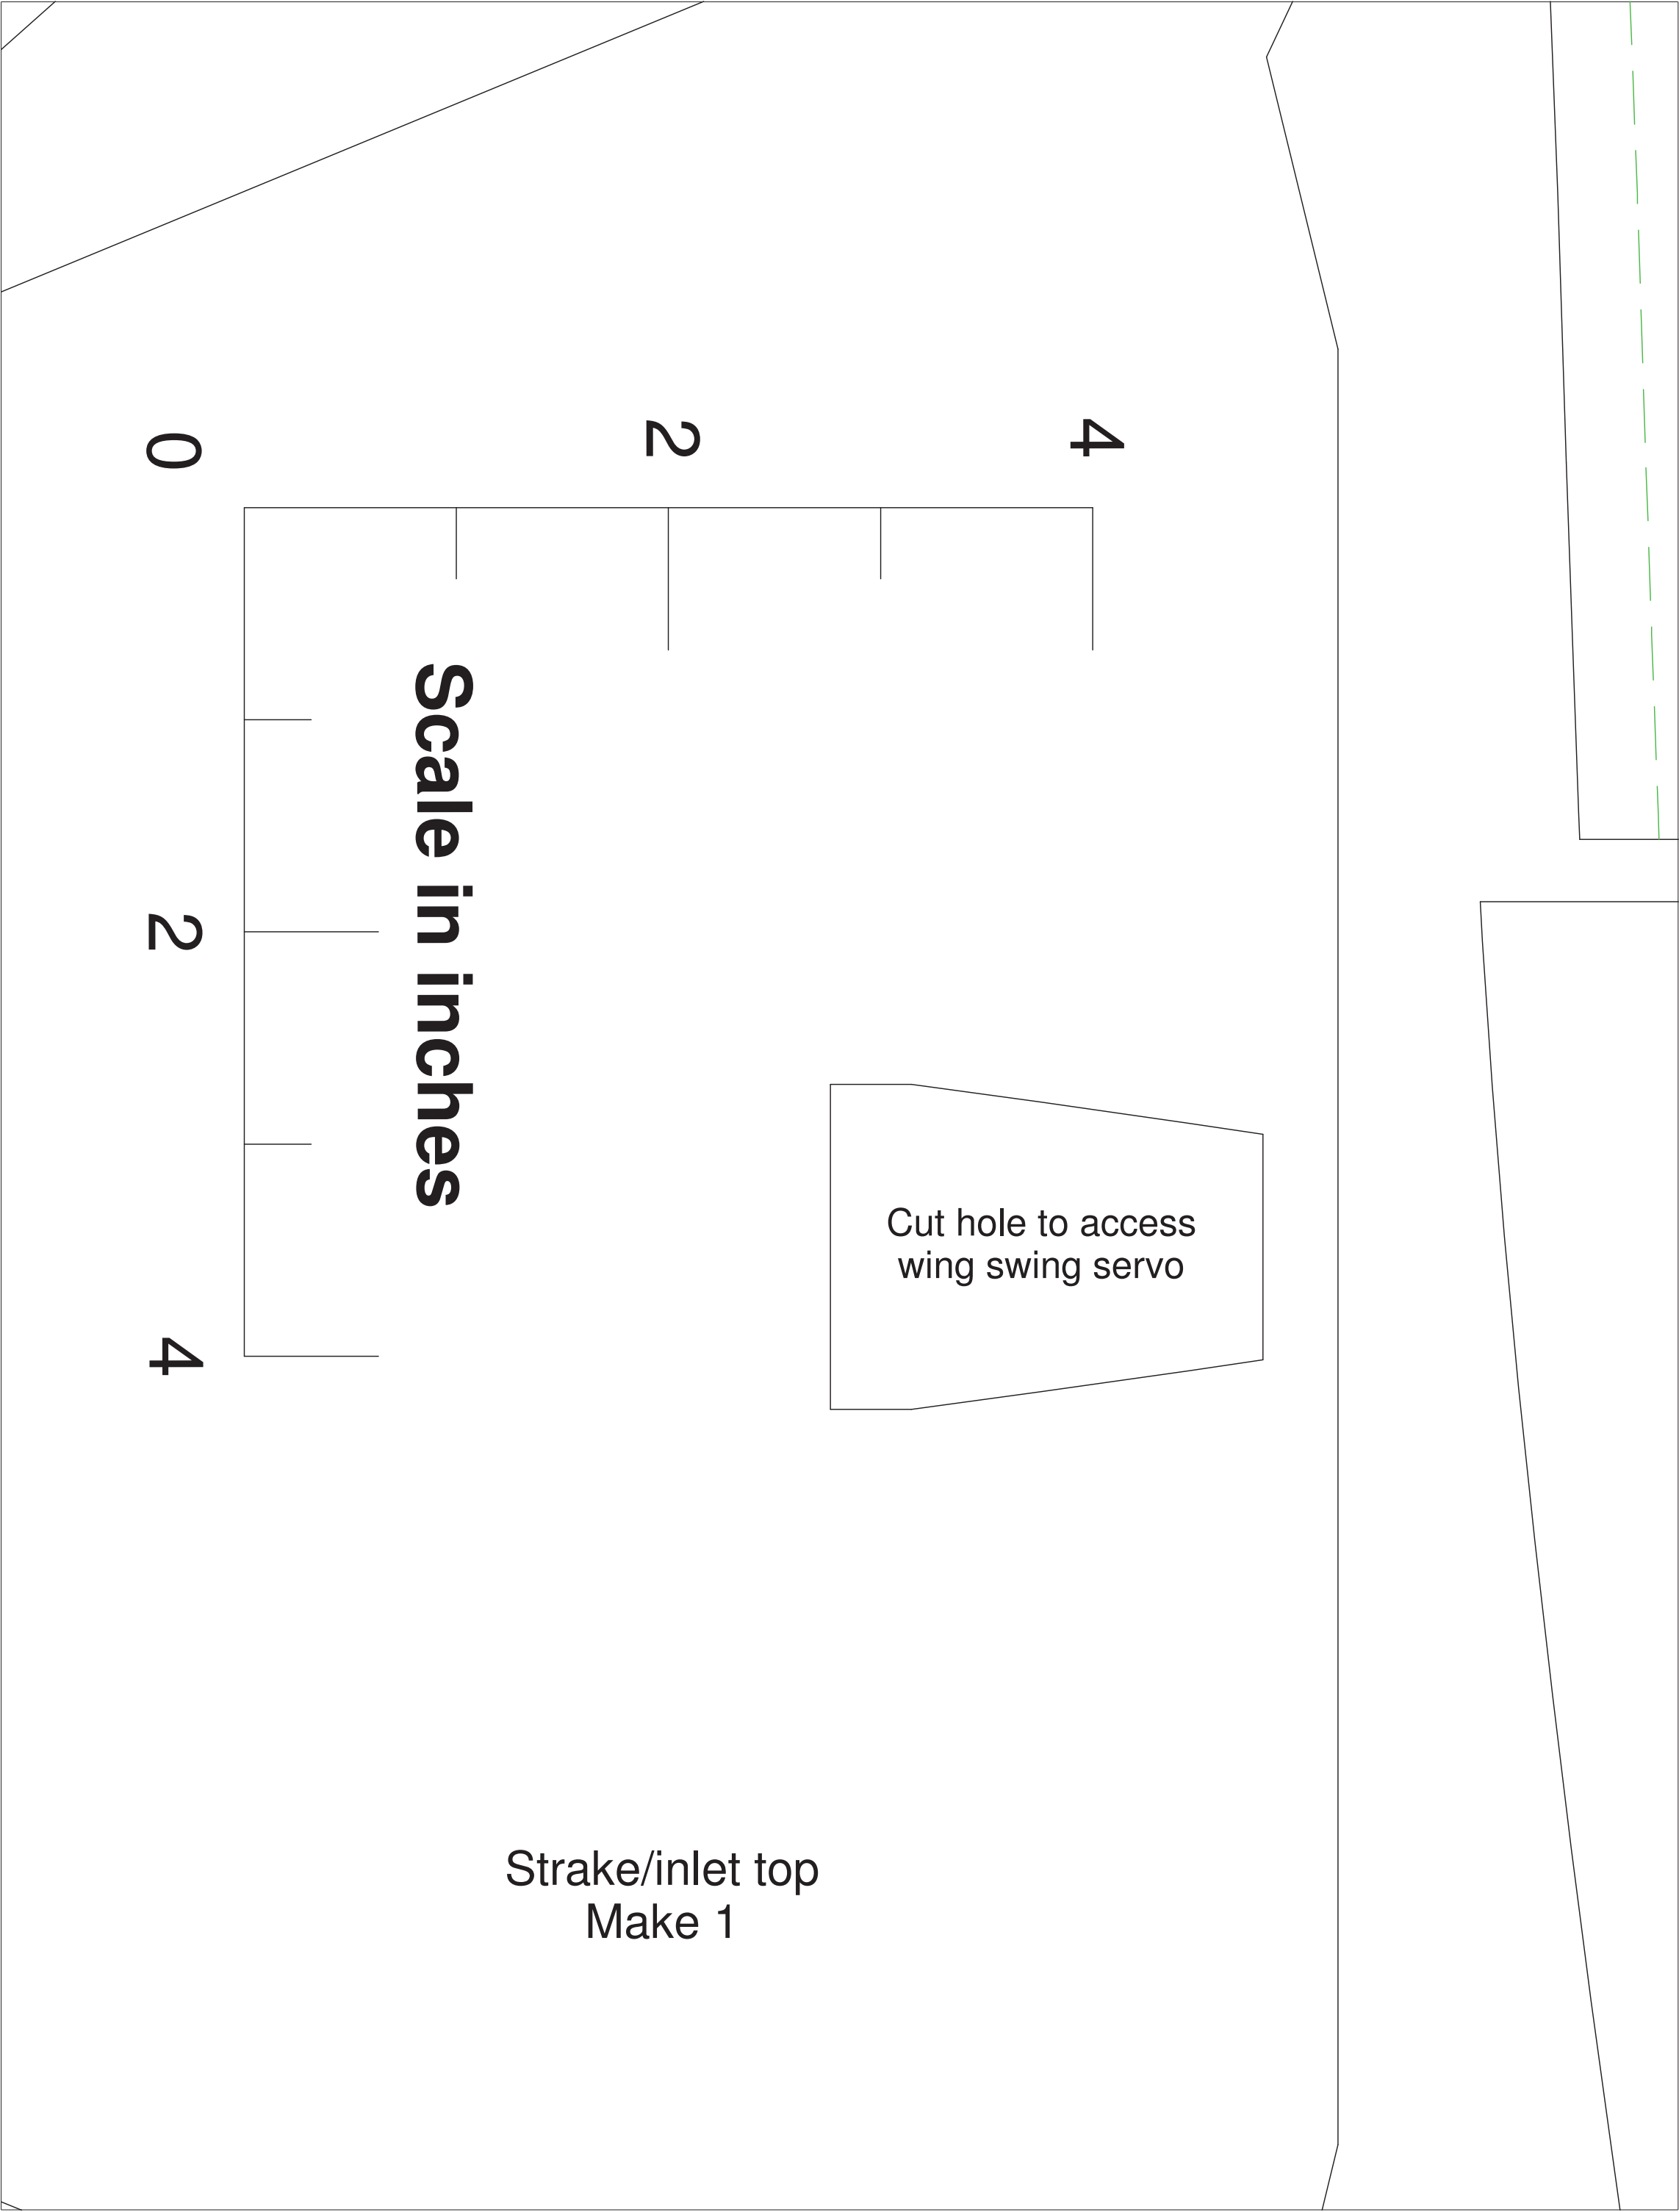 0
2
4
Scale in inches
2
4
Cut hole to access
wing swing servo
Strake/inlet top
Make 1